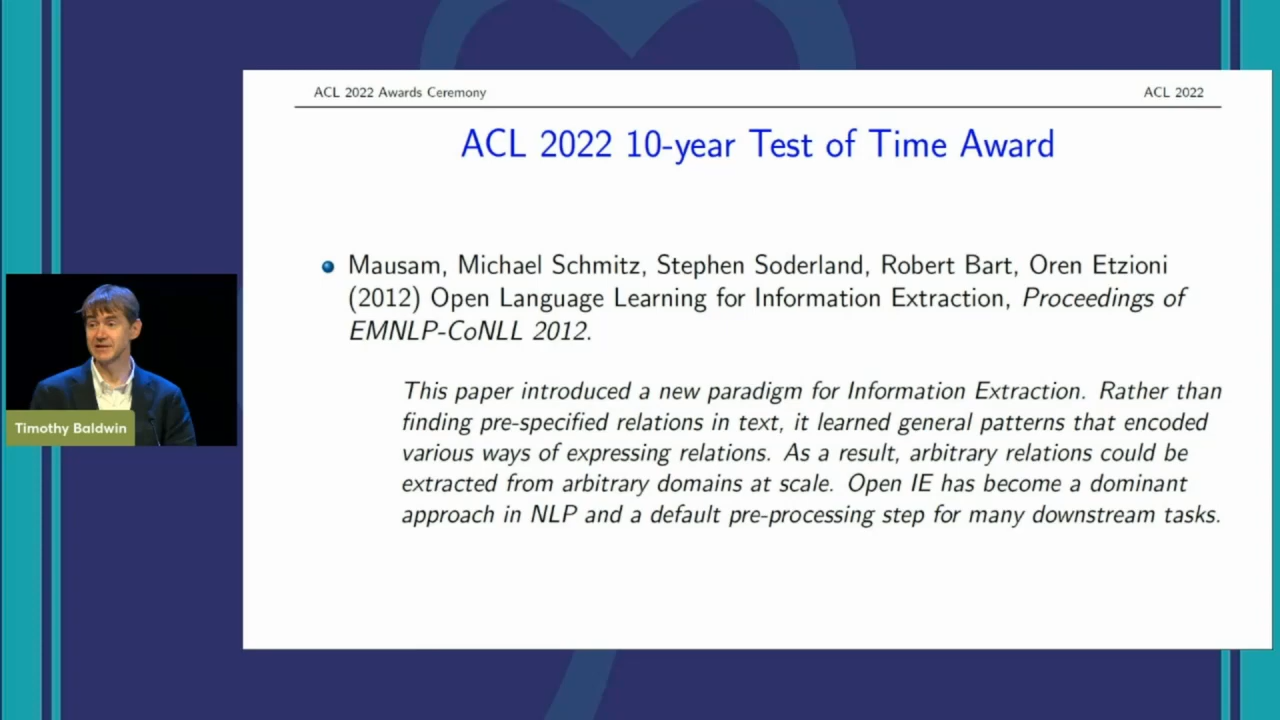 ACL 2022 Awards Ceremony
ACL 2022
ACL 2022 10-year Test of Time Award
Mausam, Michael Schmitz, Stephen Soderland, Robert Bart, Oren Etzioni
(2012) Open Language Learning for Information Extraction, Proceedings of
EMNLP-CoNLL 2012.
This paper introduced a new paradigm for Information Extraction. Rather than
finding pre-specified relations in text, it learned general patterns that encoded
various ways of expressing relations. As a result, arbitrary relations could be
extracted from arbitrary domains at scale. Open IE has become a dominant
approach in NLP and a default pre-processing step for many downstream tasks.
Timothy Baldwin